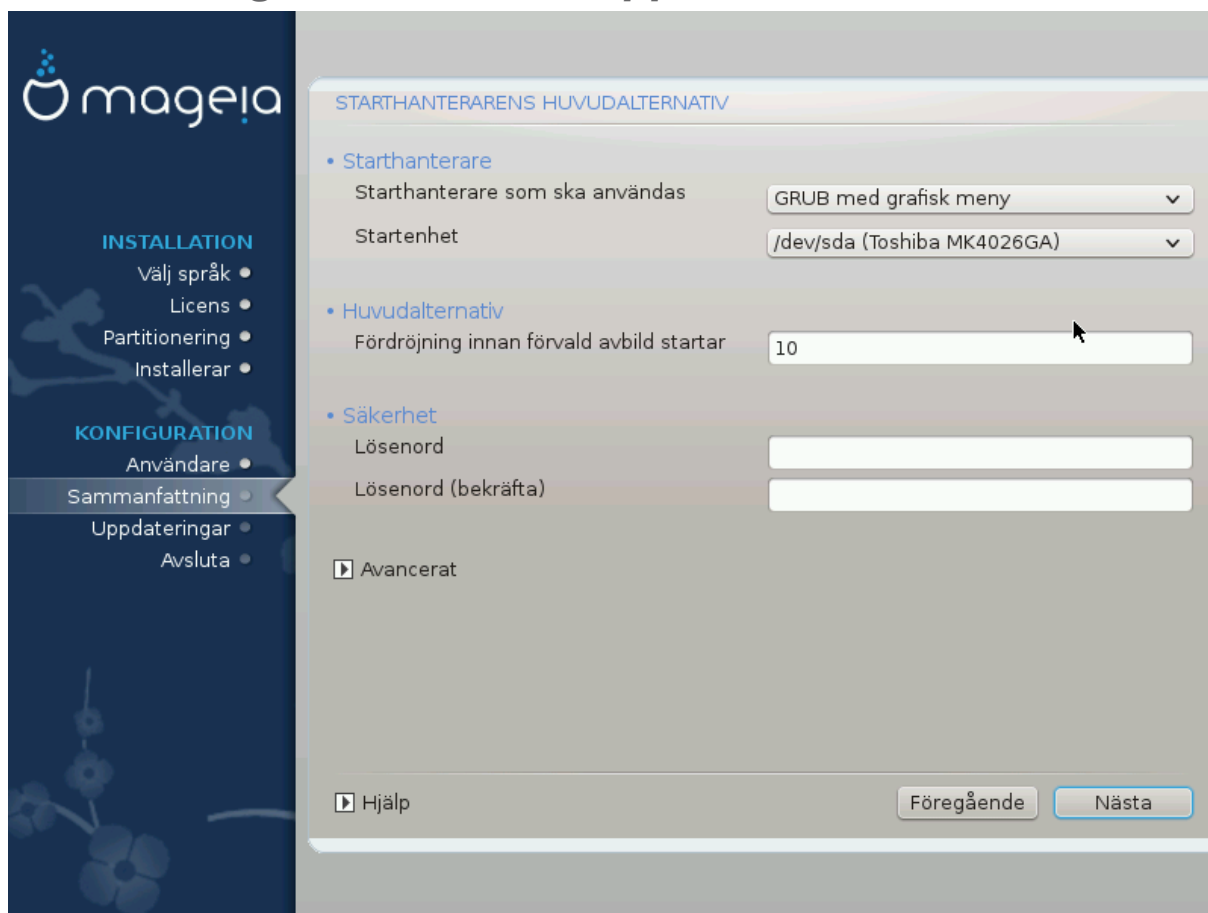 mageia
STARTHANTERARENS HUVUDALTERNATIV
• Starthanterare
Starthanterare som ska användas
GRUB med grafisk meny
Startenhet
/dev/sda (Toshiba MK4026GA)
• Huvudalternativ
Fördröjning innan förvald avbild startar
10
• Säkerhet
Lösenord
Lösenord (bekräfta)
Avancerat
Hjälp
Föregående
Nästa
INSTALLATION
Välj språk
Licens
Partitionering
Installerar
KONFIGURATION
Användare
Sammanfattning
Uppdateringar
Avsluta